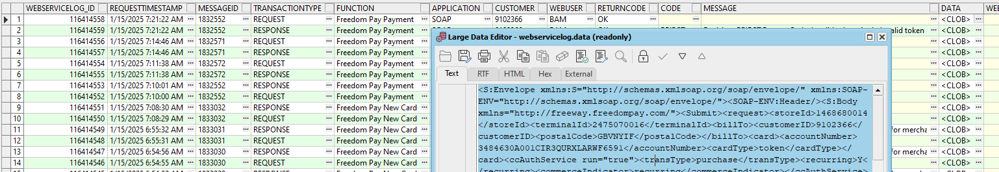 WEBSERVICELOG_ID REQUESTTIMESTAMP MESSAGEID TRANSACTIONTYPE FUNCTION APPLICATION CUSTOMER WEBUSER RETURNCODE CODE MESSAGE DATA
1 116414558 1/15/2025 7:21:22 AM 1832552 REQUEST Freedom Pay Payment SOAP 9102366 BAM OK <CLOB>
2 116414559 1/15/2025 7:21:22 AM 1832552 RESPONSE Freedom Pay Payment alid token <CLOB>
3 116414556 1/15/2025 7:14:46 AM 1832571 REQUEST Freedom Pay Payment <CLOB>
4 116414557 1/15/2025 7:14:46 AM 1832571 RESPONSE Freedom Pay Payment <CLOB>
5 116414554 1/15/2025 7:11:38 AM 1832572 REQUEST Freedom Pay Payment <CLOB>
6 116414555 1/15/2025 7:11:38 AM 1832572 RESPONSE Freedom Pay Payment <CLOB>
7 116414553 1/15/2025 7:10:01 AM 1832552 RESPONSE Freedom Pay Payment <CLOB>
8 116414552 1/15/2025 7:10:00 AM 1832552 REQUEST Freedom Pay Payment <CLOB>
9 116414551 1/15/2025 7:08:30 AM 1833032 RESPONSE Freedom Pay New Card <CLOB>
10 116414550 1/15/2025 7:08:29 AM 1833032 REQUEST Freedom Pay New Card <CLOB>
11 116414549 1/15/2025 6:55:32 AM 1833031 RESPONSE Freedom Pay New Card for mercha <CLOB>
12 116414548 1/15/2025 6:55:31 AM 1833031 REQUEST Freedom Pay New Card <CLOB>
13 116414547 1/15/2025 6:54:56 AM 1833030 RESPONSE Freedom Pay New Card for mercha <CLOB>
14 116414546 1/15/2025 6:54:55 AM 1833030 REQUEST Freedom Pay New Card <CLOB>
Large Data Editor - webservicelog.data (readonly)
Text RTF HTML Hex External
<S:Envelope xmlns:S="http://schemas.xmlsoap.org/soap/envelope/" xmlns:SOAP-
ENV="http://schemas.xmlsoap.org/soap/envelope/"><SOAP-ENV:Header/><S:Body
xmlns="http://freeway.freedompay.com/"><Submit><request><storeId>1468680014
</storeId><terminalId>2475070016</terminalId><billTo><customerID>9102366</
customerID><postalCode>GBVNYIF</postalCode></billTo><card><accountNumber>
3484630A001CIR3QURXLARWF6591</accountNumber><cardType>token</cardType></
card><ccAuthService run="true"><transType>purchase</transType><recurring>Y<
/recurring><commerceIndicator>recurring</commerceIndicator></ccAuthService>